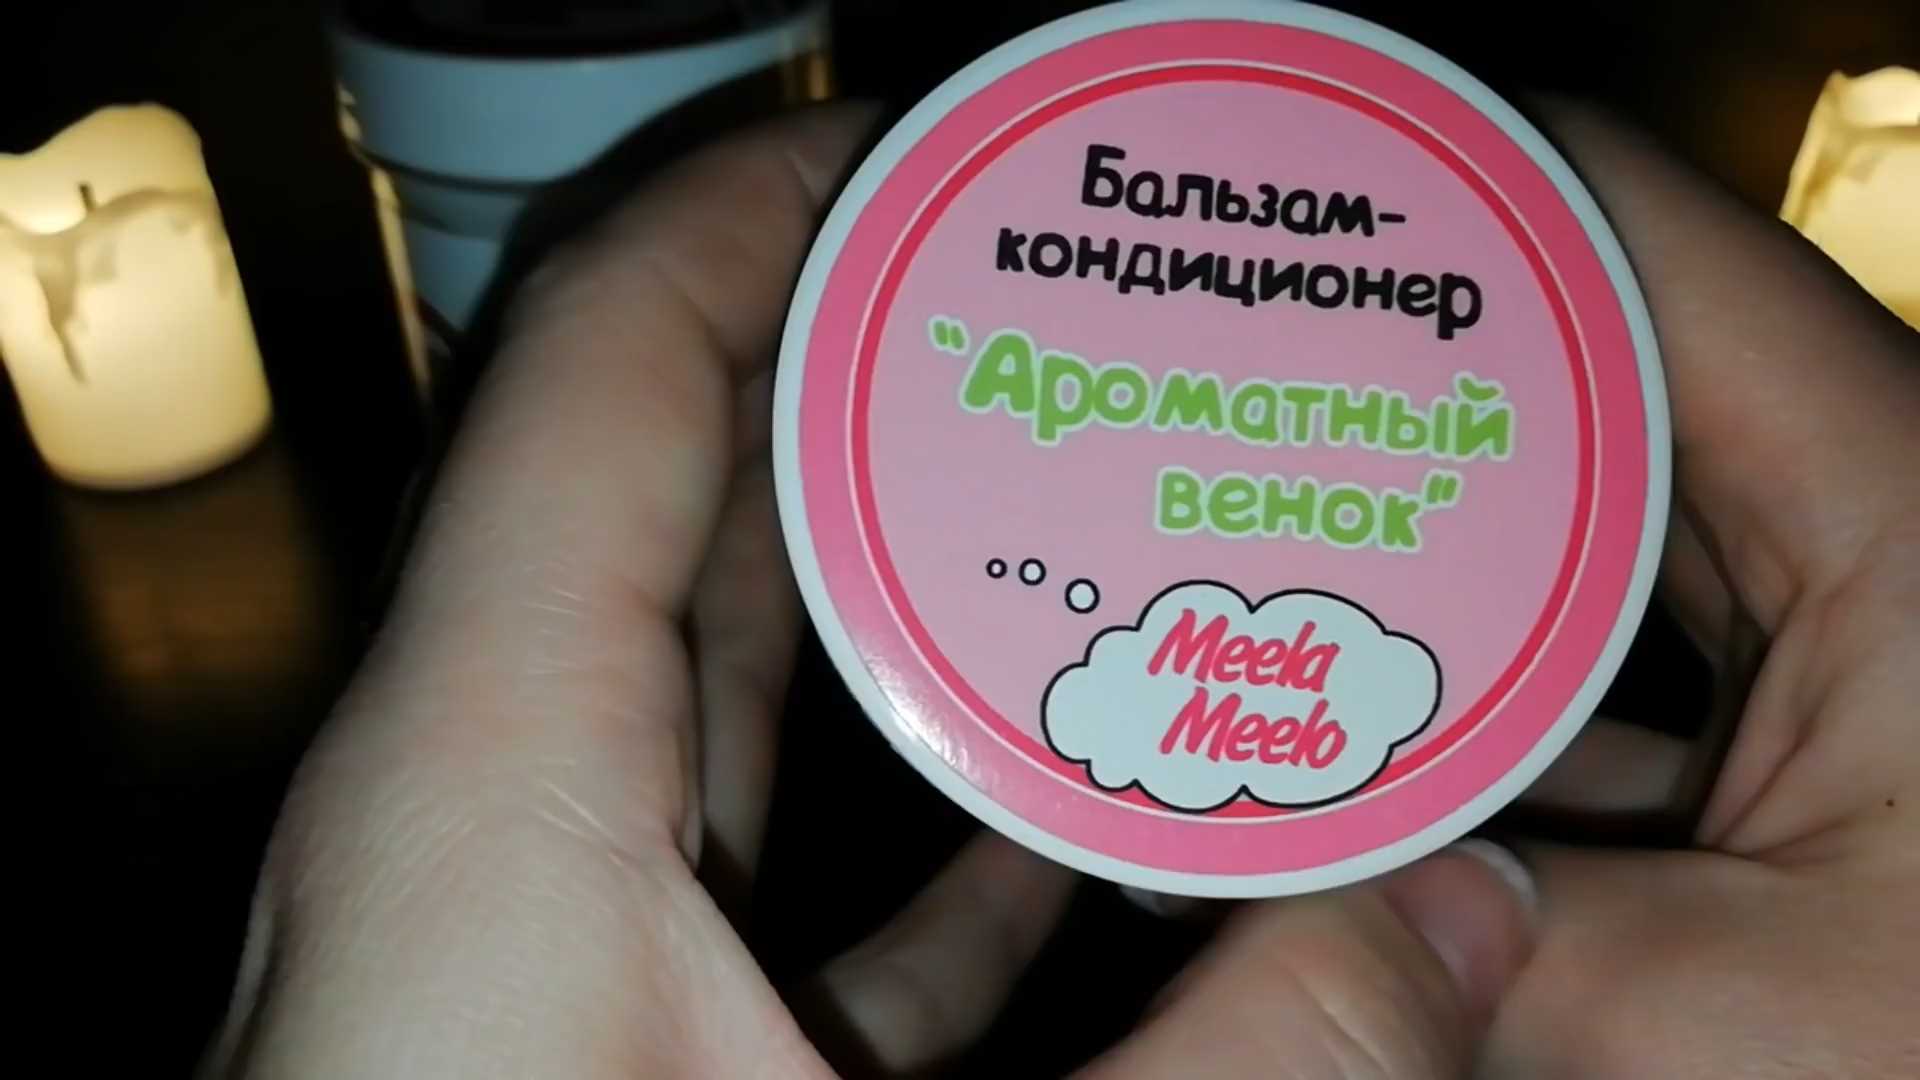 Бальзам-
кондиционер
"Ароматный
венок"
Meela
Meelo